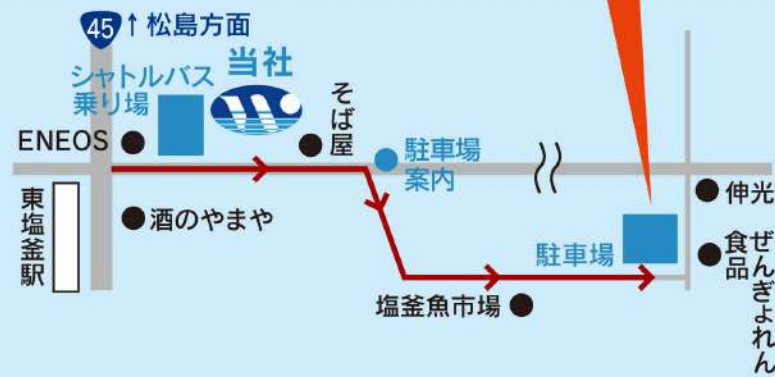 45
↑松島方面
シャトルバス
乗り場
当社
そば屋
ENEOS
駐車場
案内
伸光
東塩釜駅
酒のやまや
駐車場
ぜんぎょれん
食品
塩釜魚市場